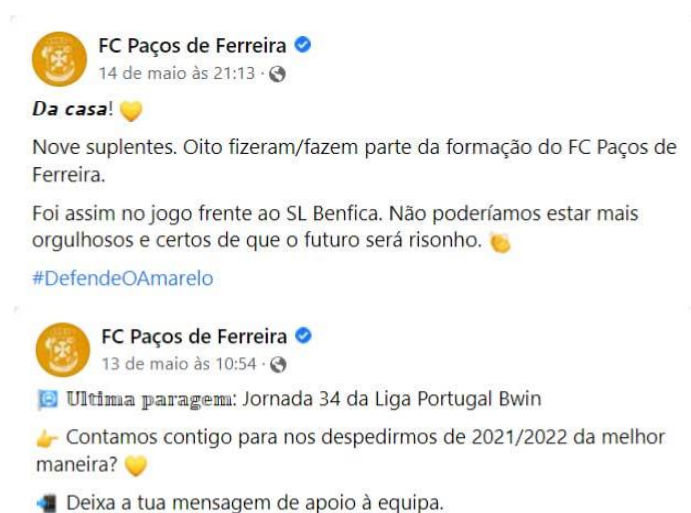 FC Paços de Ferreira
14 de maio às 21:13 ·
Da casa! 💛
Nove suplentes. Oito fizeram/fazem parte da formação do FC Paços de
Ferreira.
Foi assim no jogo frente ao SL Benfica. Não poderíamos estar mais
orgulhosos e certos de que o futuro será risonho. 👏
#DefendeOAmarelo
FC Paços de Ferreira
13 de maio às 10:54 ·
Ultima paragem: Jornada 34 da Liga Portugal Bwin
👉 Contamos contigo para nos despedirmos de 2021/2022 da melhor
maneira? 💛
📲 Deixa a tua mensagem de apoio à equipa.